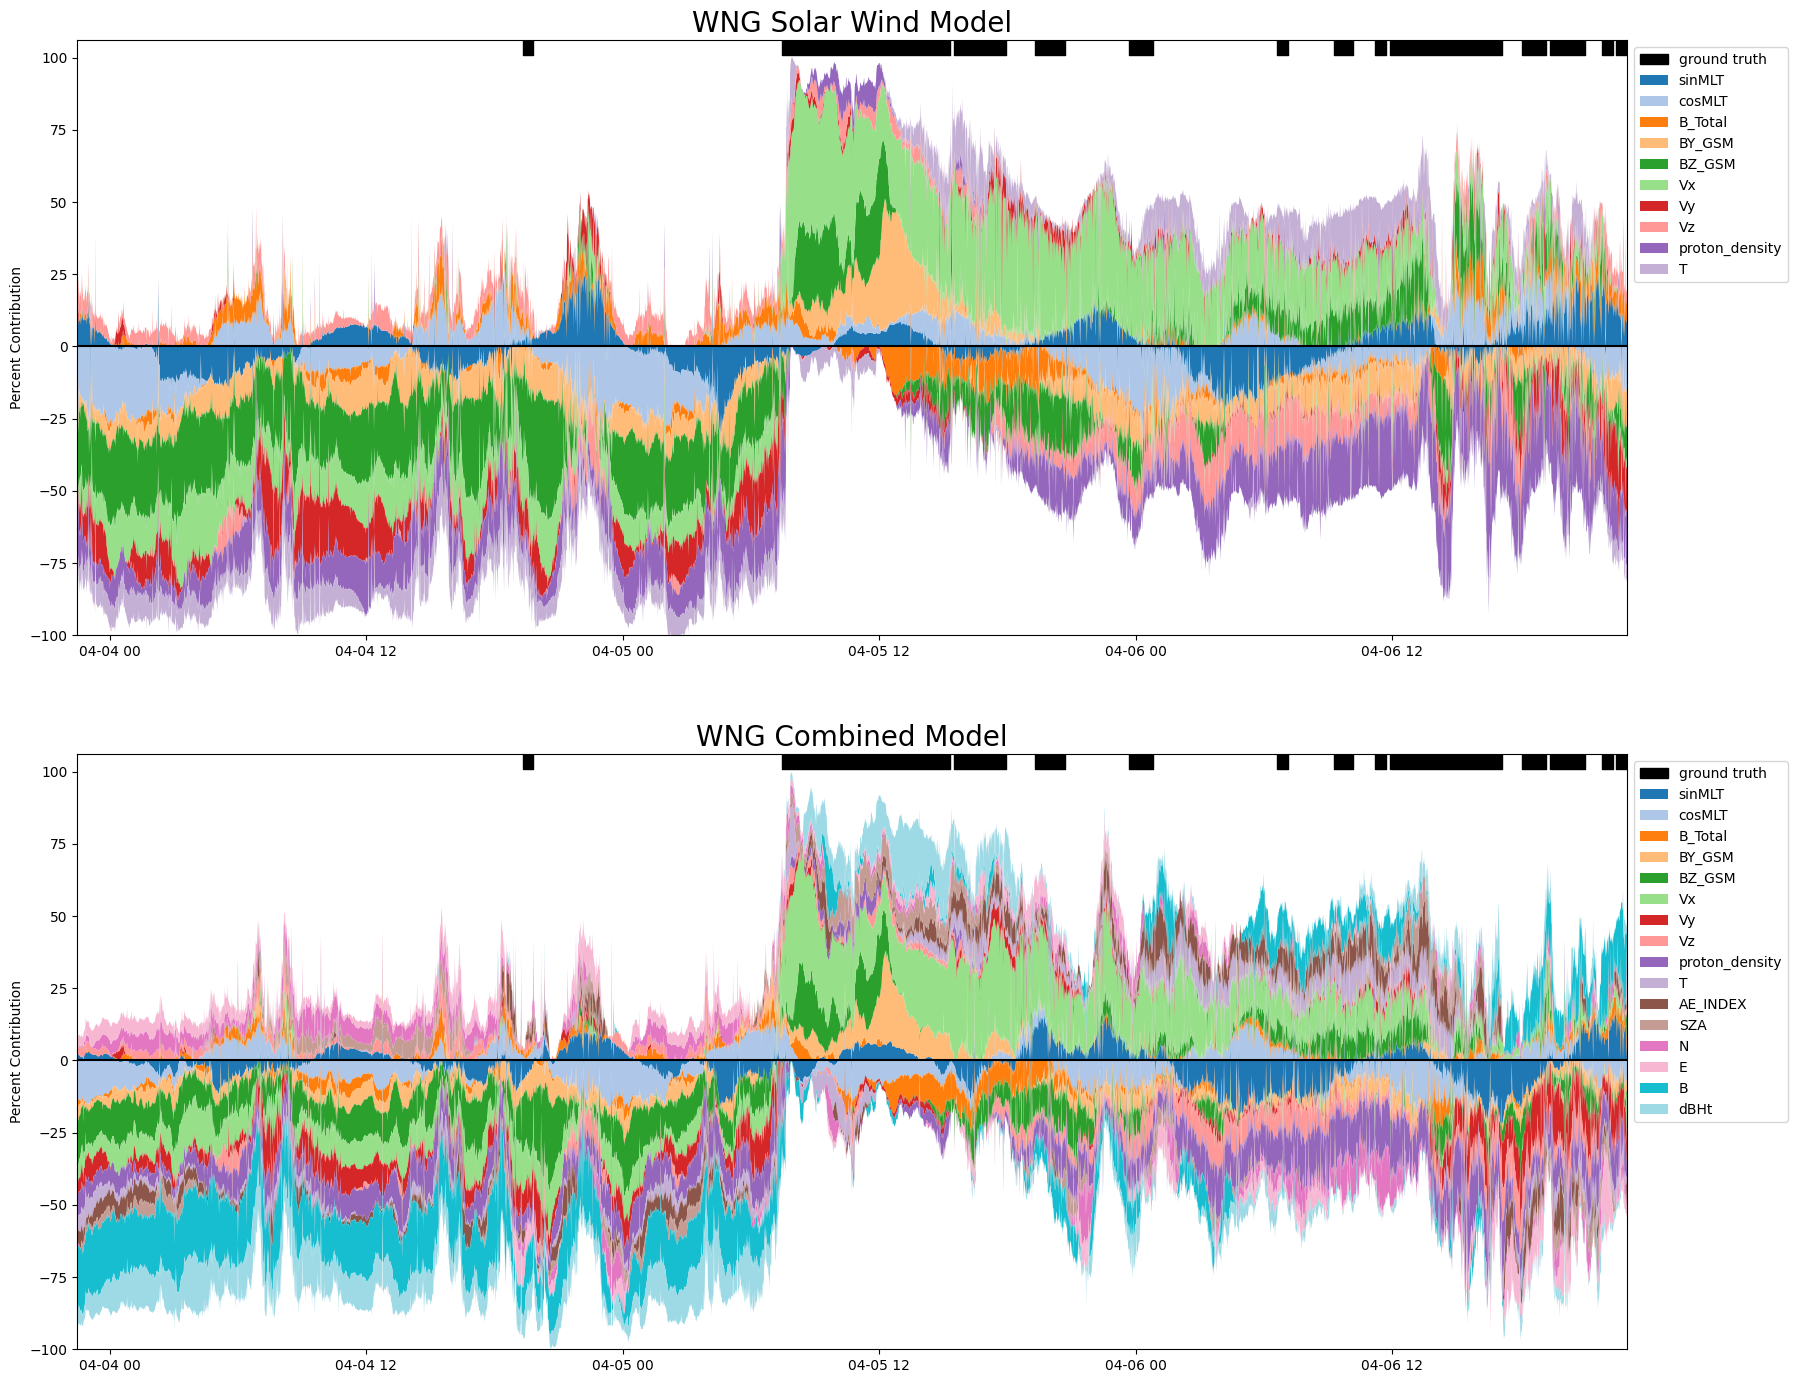 WNG Solar Wind Model
100
75
50
25
0
−25
−50
−75
−100
Percent Contribution
04-04 00
04-04 12
04-05 00
04-05 12
04-06 00
04-06 12
ground truth
sinMLT
cosMLT
B_Total
BY_GSM
BZ_GSM
Vx
Vy
Vz
proton_density
T
WNG Combined Model
100
75
50
25
0
−25
−50
−75
−100
Percent Contribution
04-04 00
04-04 12
04-05 00
04-05 12
04-06 00
04-06 12
ground truth
sinMLT
cosMLT
B_Total
BY_GSM
BZ_GSM
Vx
Vy
Vz
proton_density
T
AE_INDEX
SZA
N
E
B
dBHt